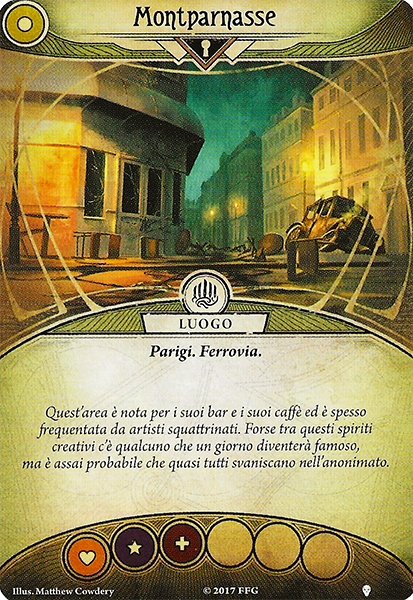 Montparnasse
LUOGO
Parigi. Ferrovia.
Quest'area è nota per i suoi bar e i suoi caffè ed è spesso
frequentata da artisti squattrinati. Forse tra questi spiriti
creativi c'è qualcuno che un giorno diventerà famoso,
ma è assai probabile che quasi tutti svaniscano nell'anonimato.
Illus. Matthew Cowdery
© 2017 FFG